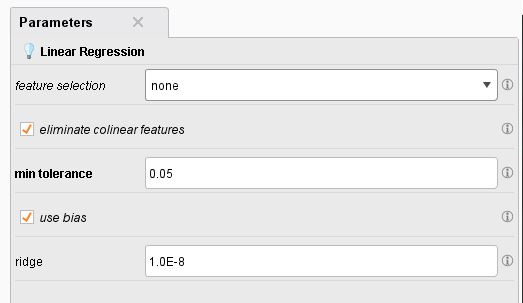 Parameters
Linear Regression
feature selection none
eliminate colinear features
min tolerance 0.05
use bias
ridge 1.0E-8